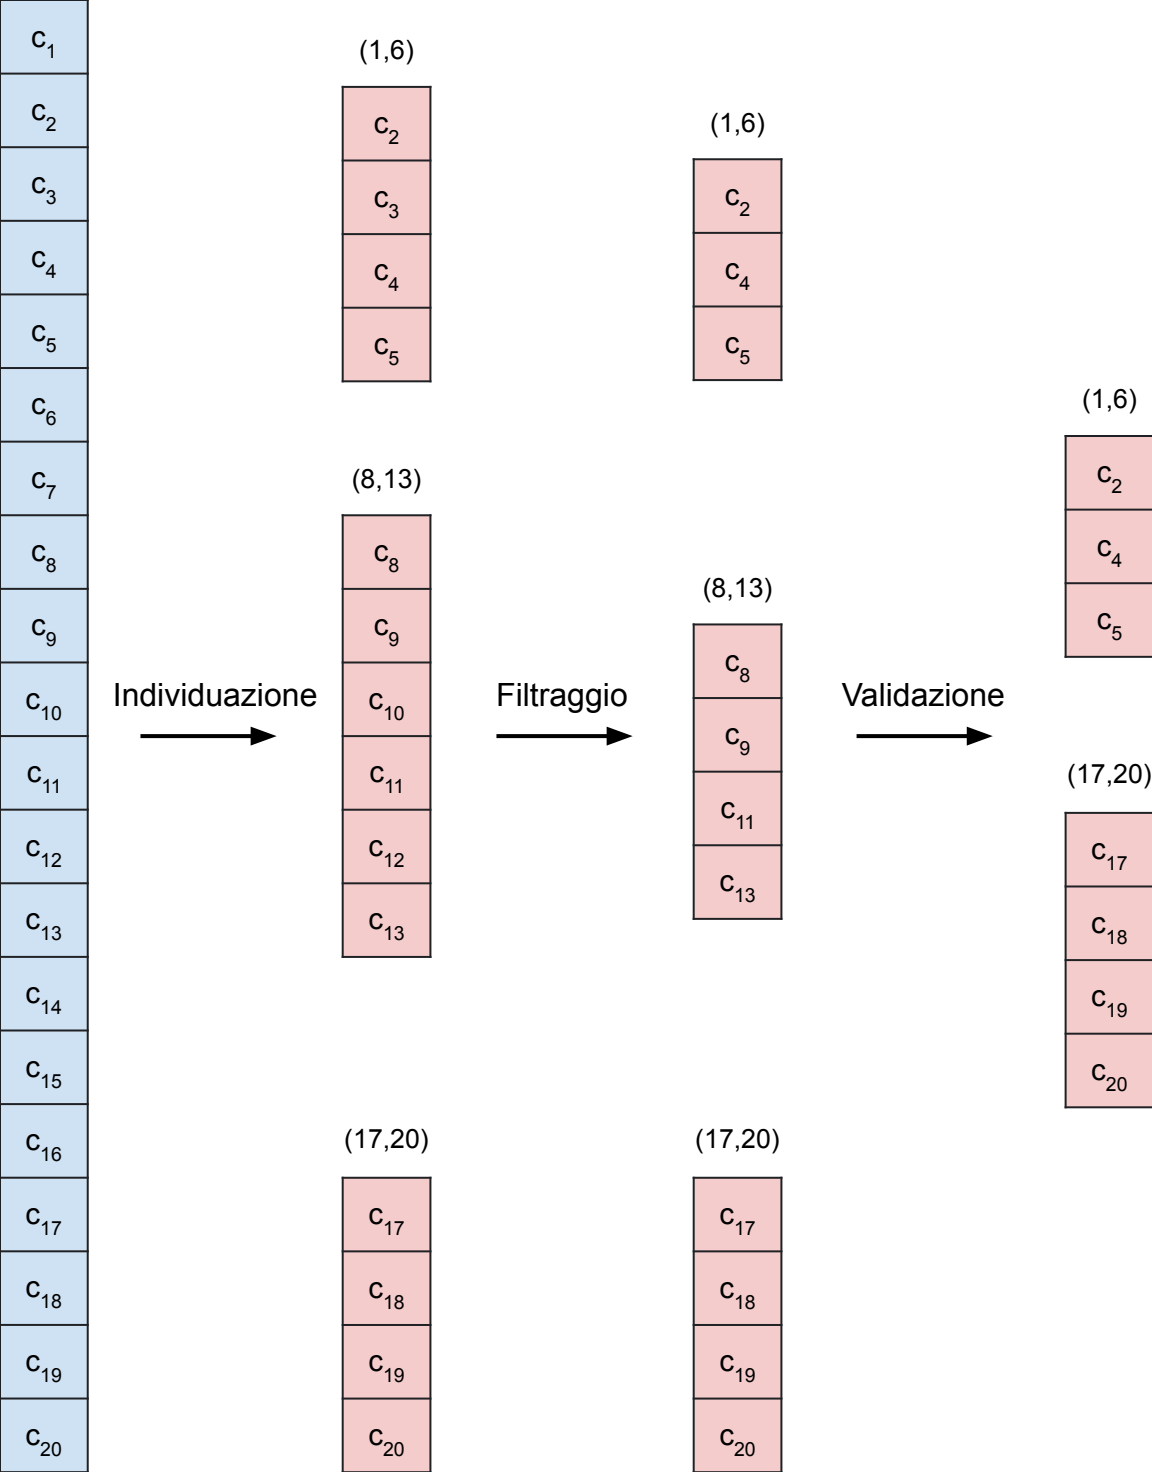 c1
c2
c3
c4
c5
c6
c7
c8
c9
c10
c11
c12
c13
c14
c15
c16
c17
c18
c19
c20
Individuazione
(1,6)
c2
c3
c4
c5
(8,13)
c8
c9
c10
c11
c12
c13
(17,20)
c17
c18
c19
c20
Filtraggio
(1,6)
c2
c4
c5
(8,13)
c8
c9
c11
c13
(17,20)
c17
c18
c19
c20
Validazione
(1,6)
c2
c4
c5
(17,20)
c17
c18
c19
c20